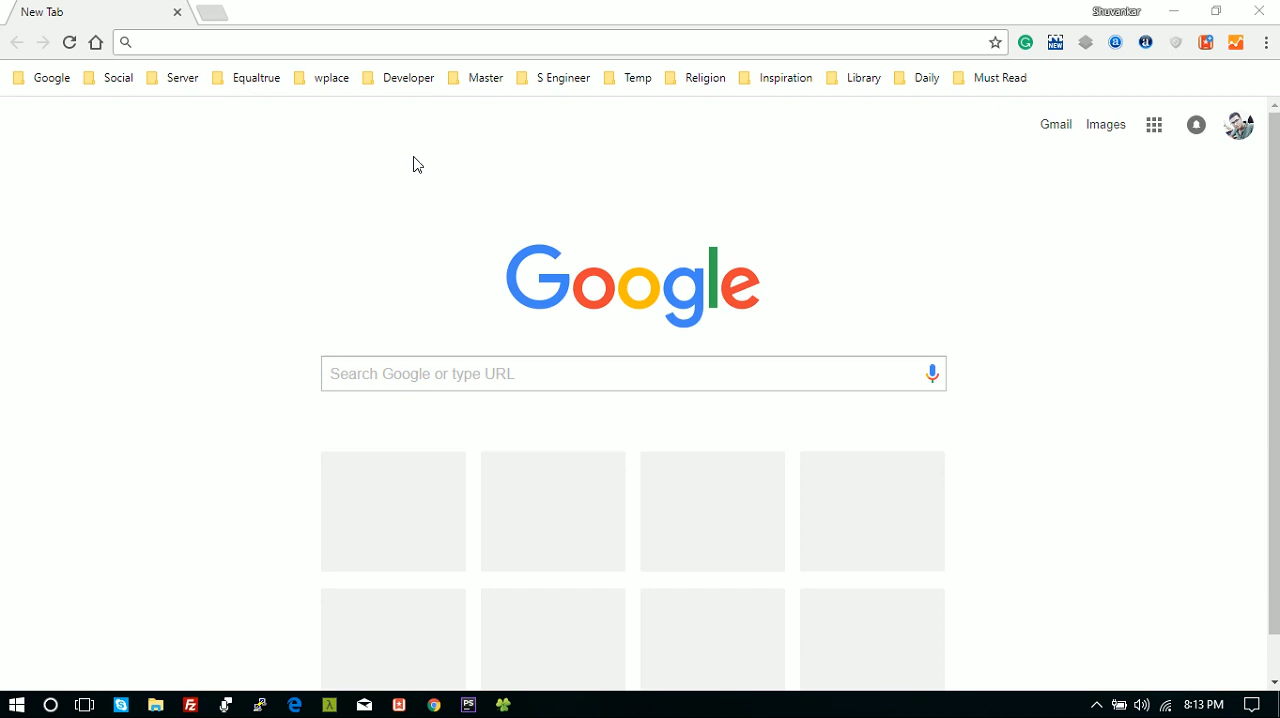 New Tab
Shuvankar
Google Social Server Equaltrue wplace Developer Master S Engineer Temp Religion Inspiration Library Daily Must Read
Gmail Images
Google
Search Google or type URL
8:13 PM